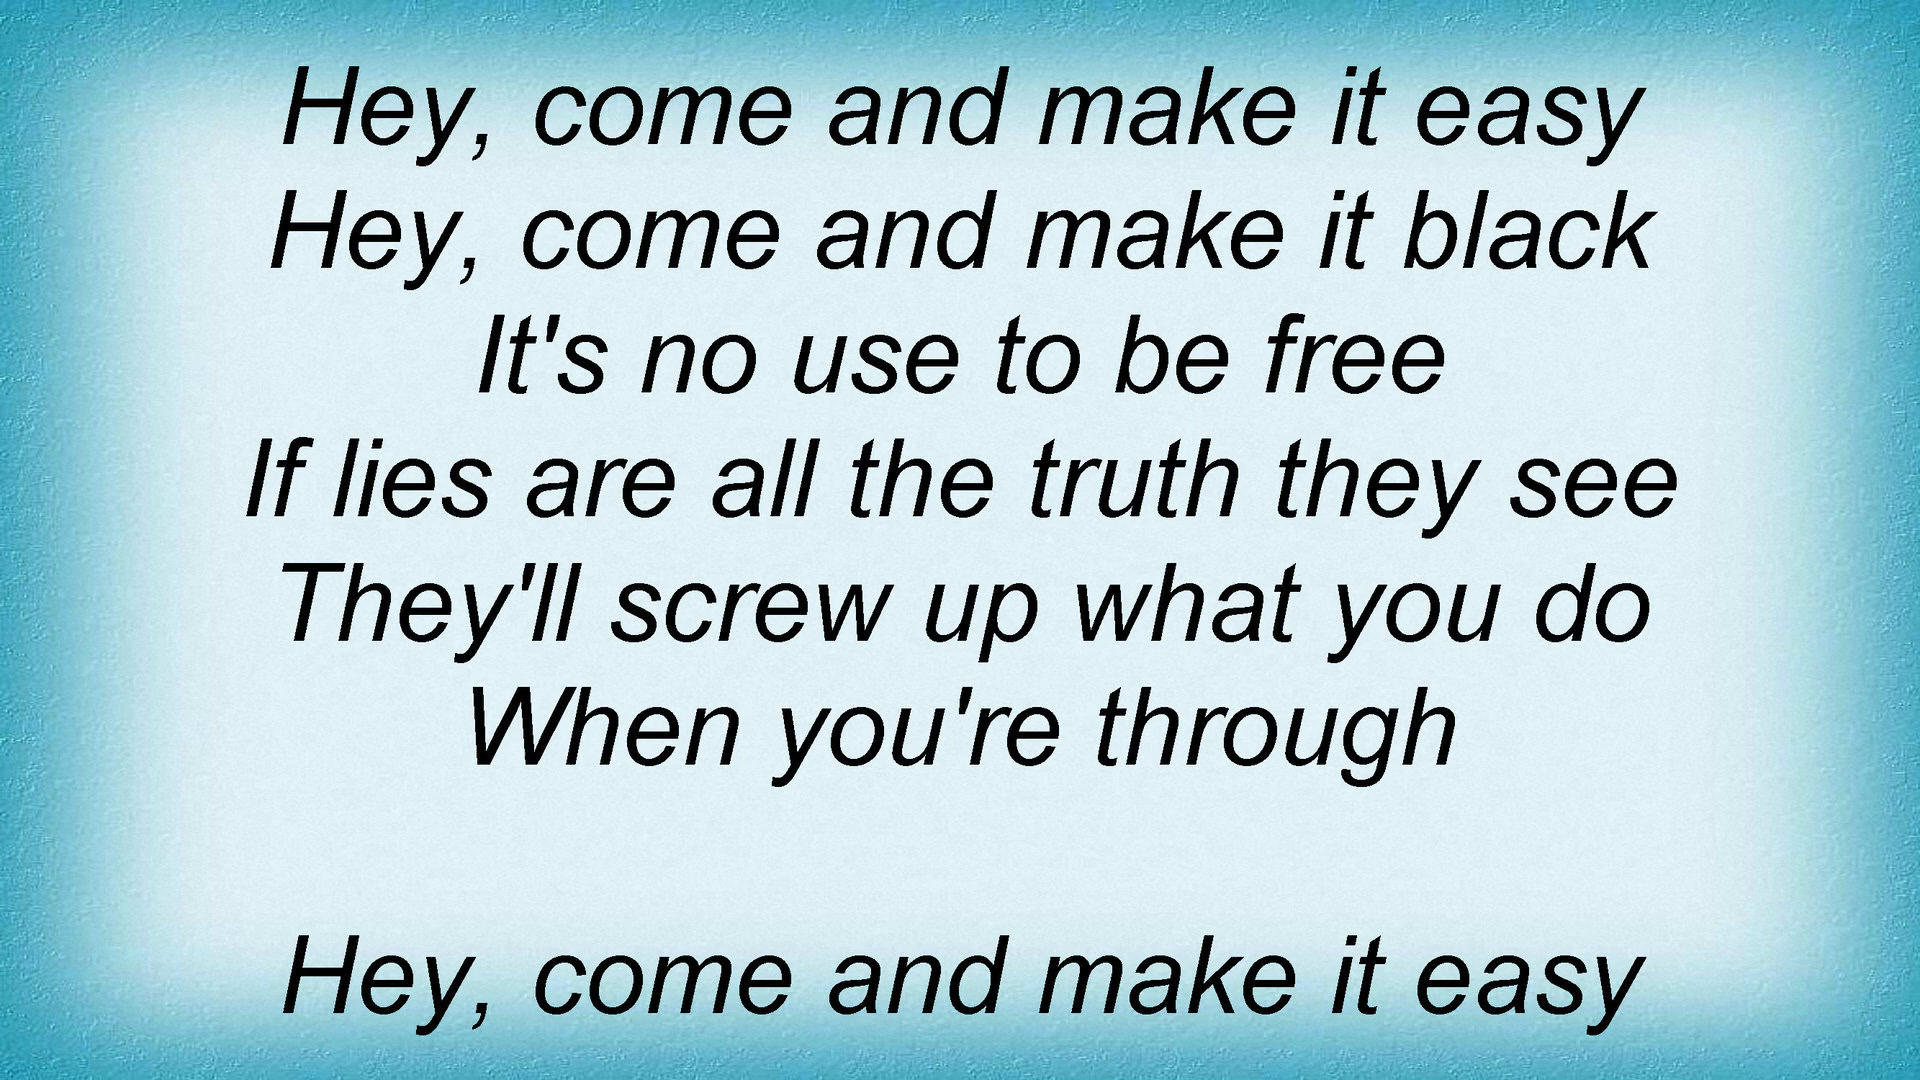 Hey, come and make it easy
Hey, come and make it black
It's no use to be free
If lies are all the truth they see
They'll screw up what you do
When you're through
Hey, come and make it easy